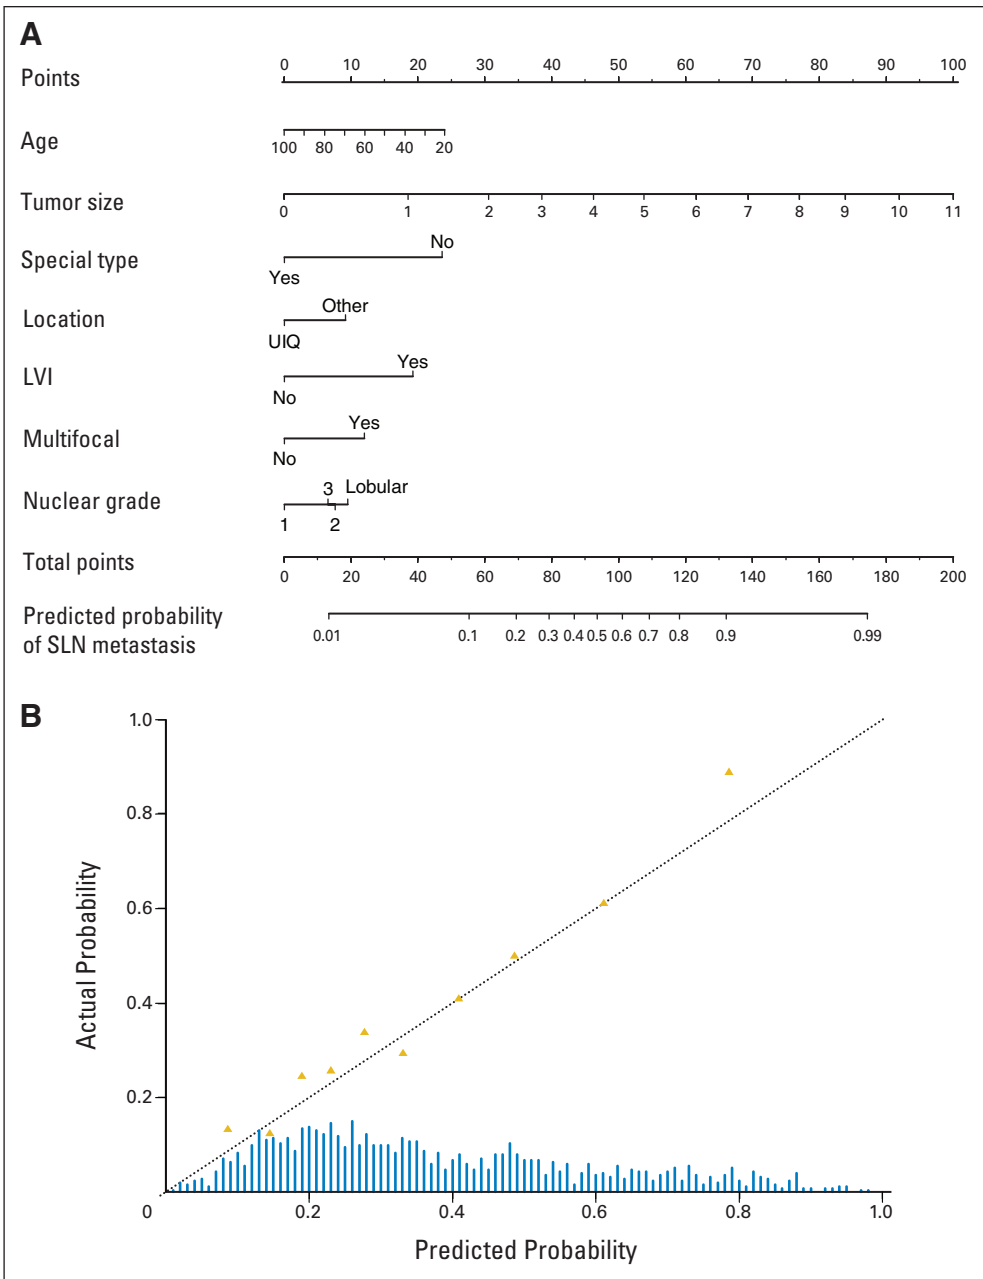 A
Points
0 10 20 30 40 50 60 70 80 90 100
Age
100 80 60 40 20
Tumor size
0 1 2 3 4 5 6 7 8 9 10 11
No
Special type
Yes
Other
Location
UIQ
Yes
LVI
No
Yes
Multifocal
No
3 Lobular
Nuclear grade
1 2
Total points
0 20 40 60 80 100 120 140 160 180 200
Predicted probability
of SLN metastasis
0.01 0.1 0.2 0.3 0.4 0.5 0.6 0.7 0.8 0.9 0.99
B
1.0
0.8
0.6
0.4
0.2
Actual Probability
0 0.2 0.4 0.6 0.8 1.0
Predicted Probability